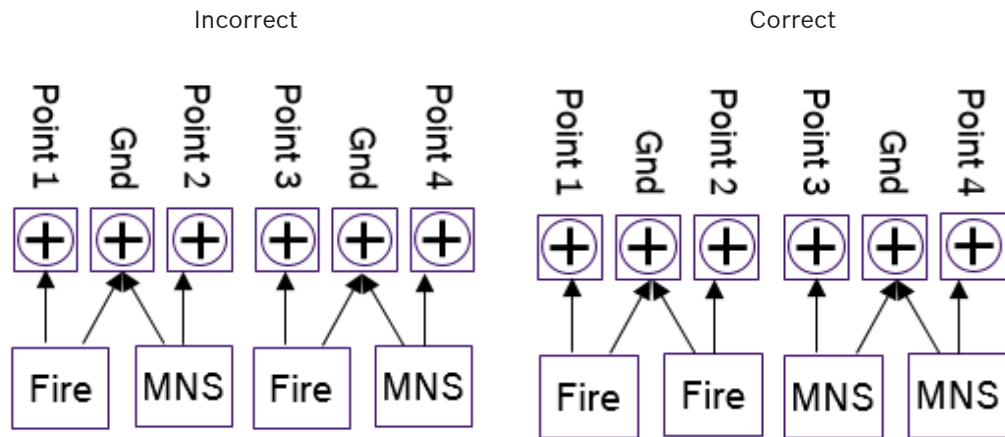 Incorrect
Correct
Point 1
Gnd
Point 2
Point 3
Gnd
Point 4
Point 1
Gnd
Point 2
Point 3
Gnd
Point 4
Fire
MNS
Fire
MNS
Fire
Fire
MNS
MNS